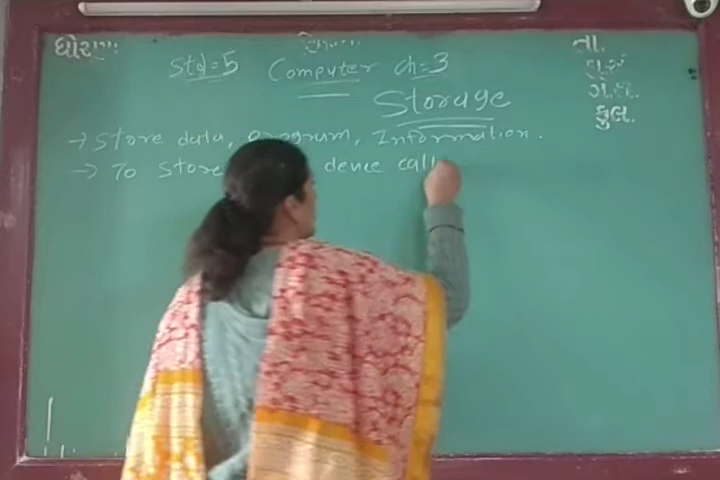 ધોરણ તા.
Std=5 Computer ch=3
Storage
ગે.હા.
કુલ.
→ Store data, program, Information.
→ To Store device call